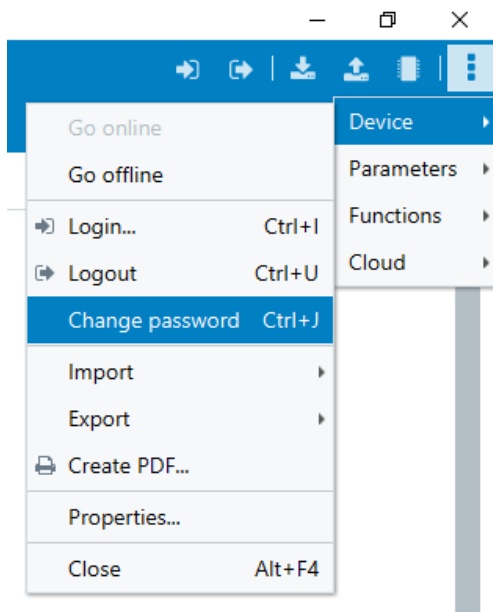 Go online
Go offline
Login... Ctrl+I
Logout Ctrl+U
Change password Ctrl+J
Import
Export
Create PDF...
Properties...
Close Alt+F4
Device
Parameters
Functions
Cloud